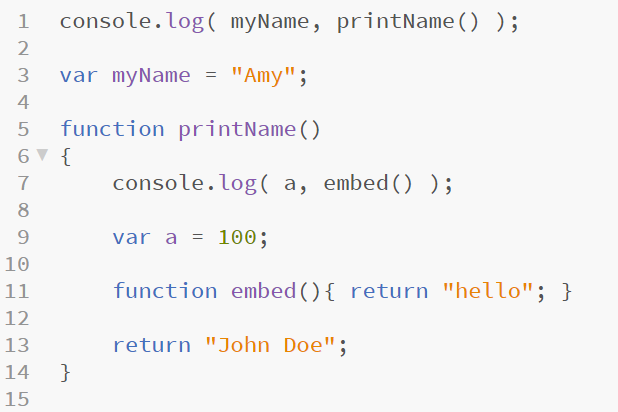 1 console.log( myName, printName() );
2
3 var myName = "Amy";
4
5 function printName()
6 ▼ {
7     console.log( a, embed() );
8
9     var a = 100;
10
11     function embed(){ return "hello"; }
12
13     return "John Doe";
14 }
15